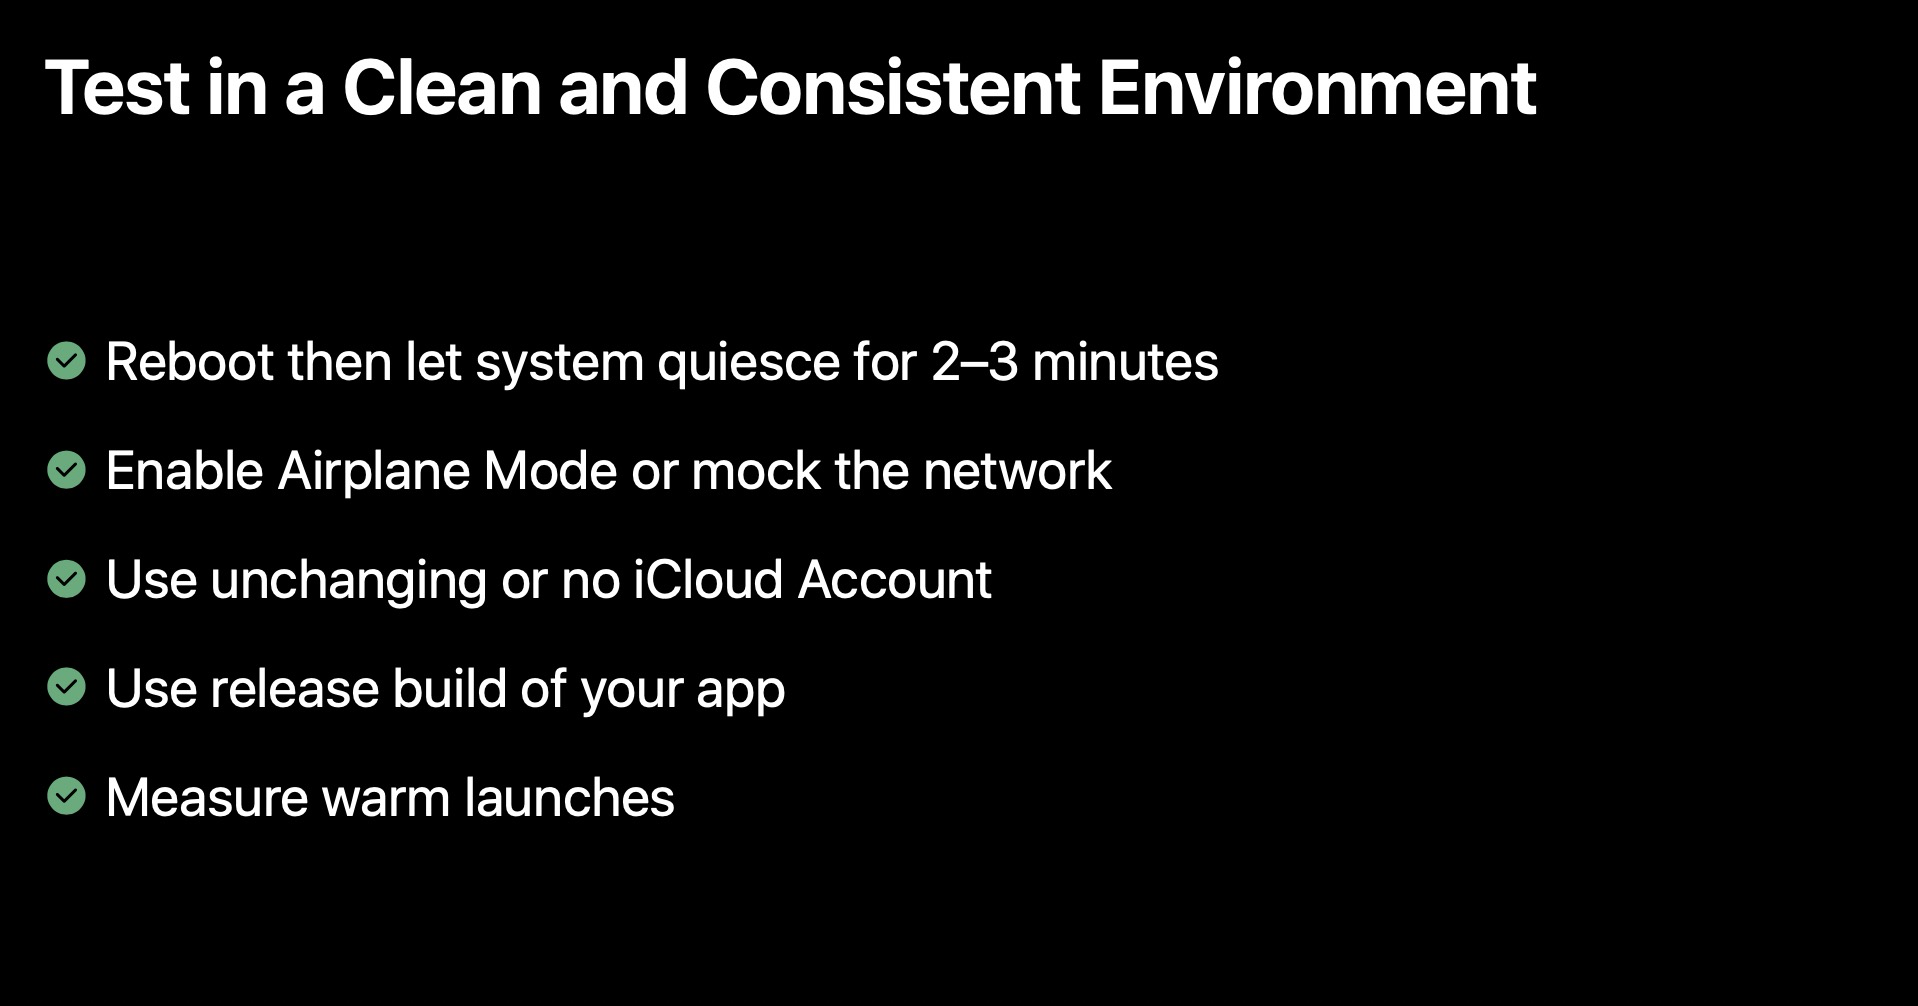 Test in a Clean and Consistent Environment
Reboot then let system quiesce for 2–3 minutes
Enable Airplane Mode or mock the network
Use unchanging or no iCloud Account
Use release build of your app
Measure warm launches